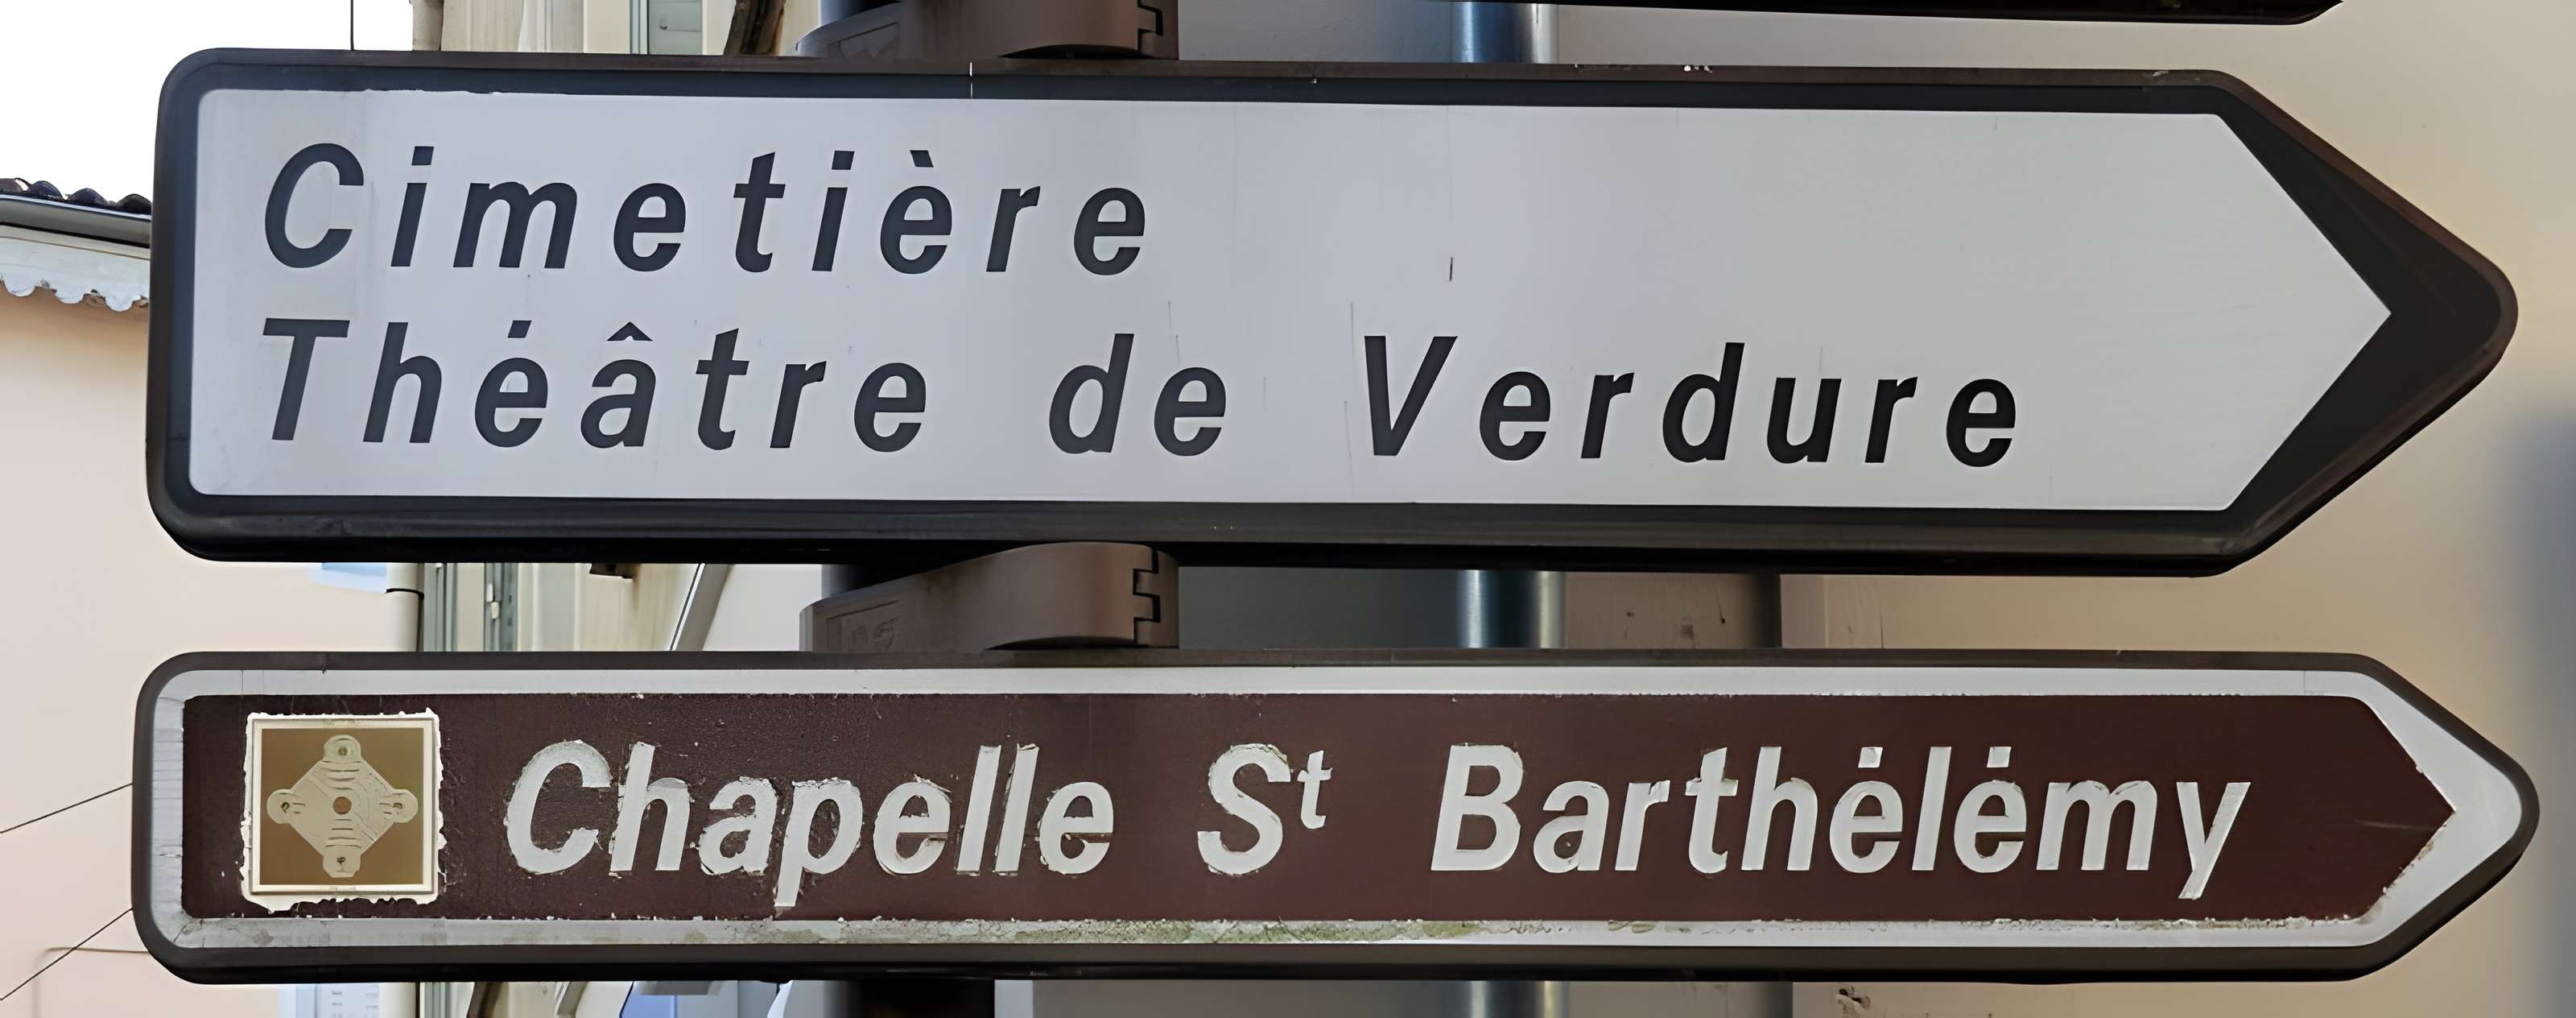 Cimetière
Théâtre de Verdure
Chapelle St Barthélémy